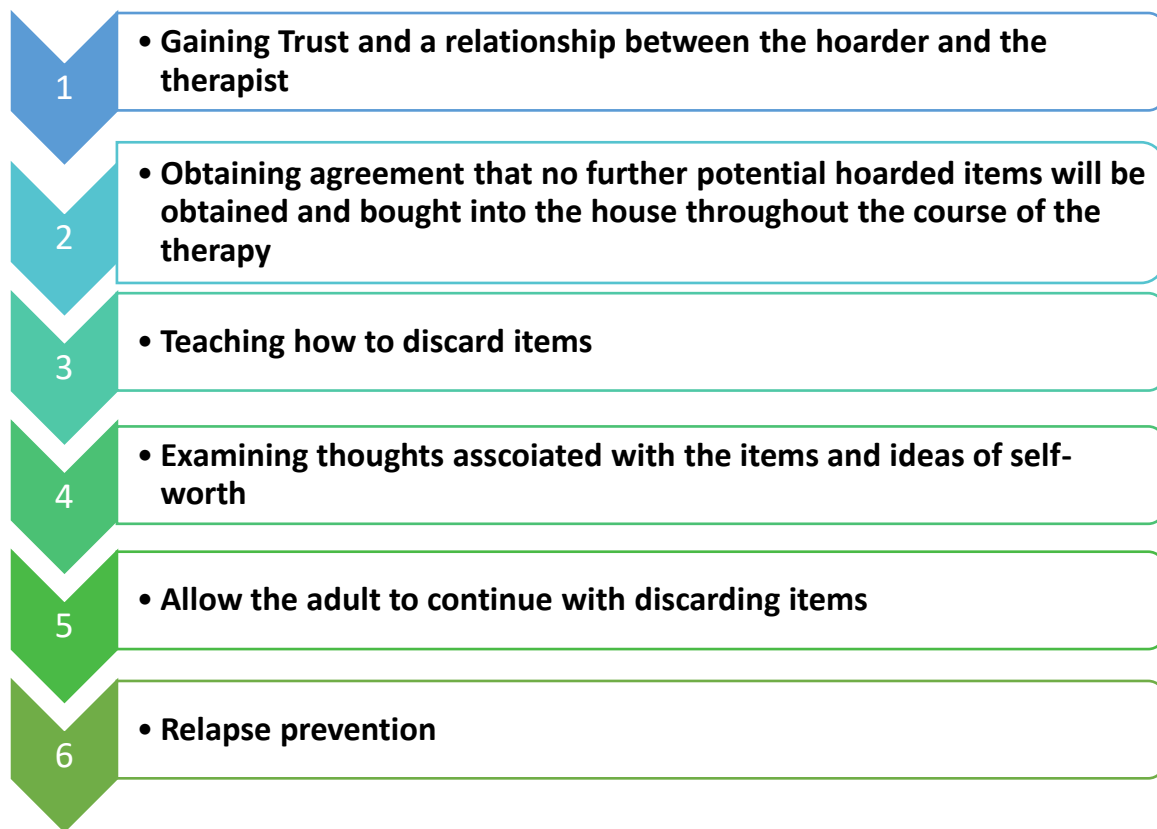 1
• Gaining Trust and a relationship between the hoarder and the
therapist
2
• Obtaining agreement that no further potential hoarded items will be
obtained and bought into the house throughout the course of the
therapy
3
• Teaching how to discard items
4
• Examining thoughts asscoiated with the items and ideas of self-
worth
5
• Allow the adult to continue with discarding items
6
• Relapse prevention